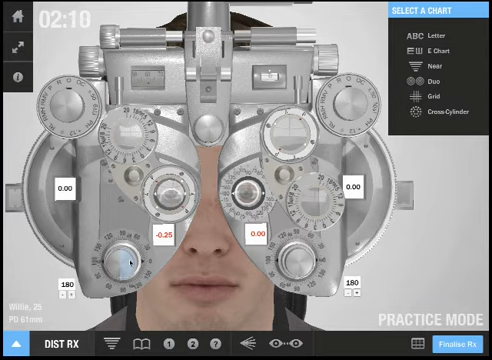 02:10
SELECT A CHART
ABC Letter
E Chart
Near
Duo
Grid
Cross-Cylinder
0.00
0.00
-0.25
0.00
180
- +
180
- +
Willie, 25
PD 61mm
PRACTICE MODE
DIST RX
1
2
?
Finalise Rx